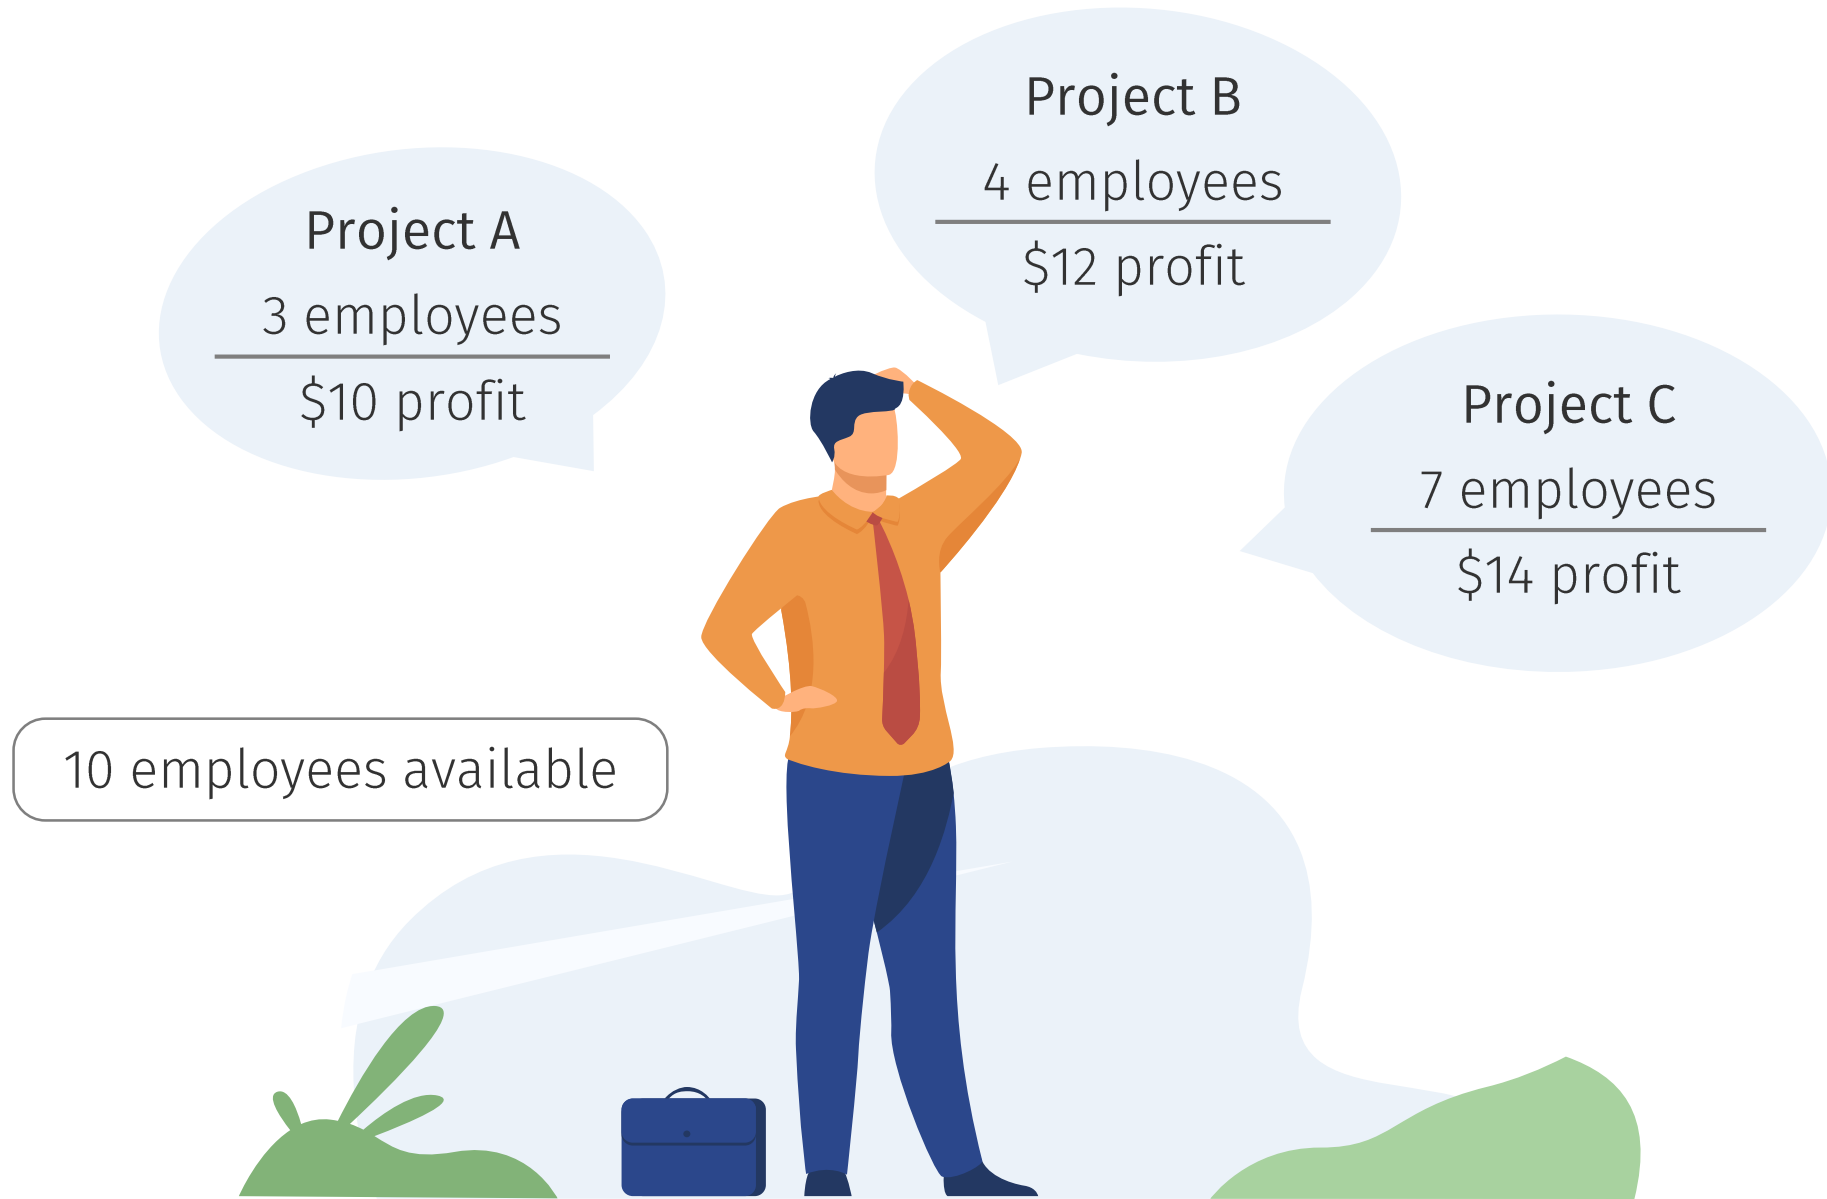 Project A
3 employees
$10 profit
Project B
4 employees
$12 profit
Project C
7 employees
$14 profit
10 employees available